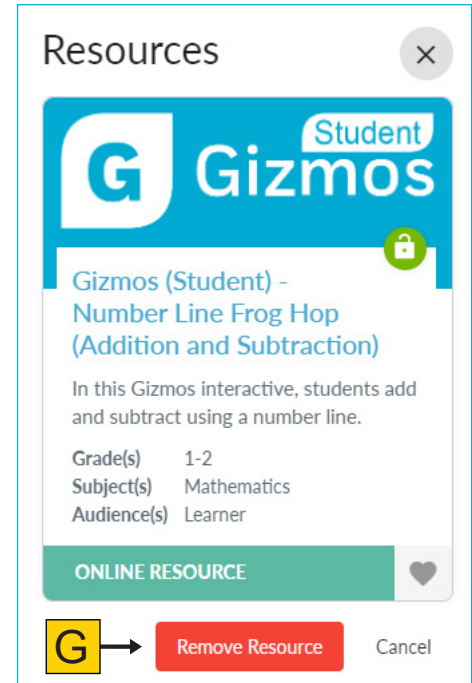 Resources
Student
G Gizmos
Gizmos (Student) -
Number Line Frog Hop
(Addition and Subtraction)
In this Gizmos interactive, students add
and subtract using a number line.
Grade(s) 1-2
Subject(s) Mathematics
Audience(s) Learner
ONLINE RESOURCE
G Remove Resource Cancel